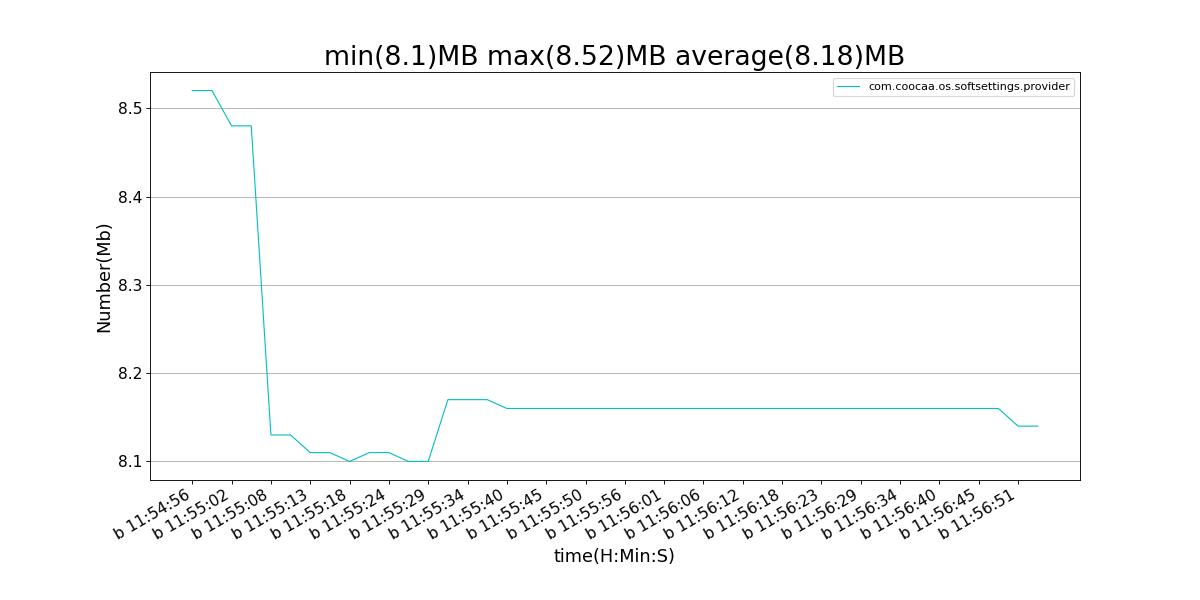 min(8.1)MB max(8.52)MB average(8.18)MB
com.coocaa.os.softsettings.provider
8.5
8.4
8.3
8.2
8.1
Number(Mb)
b 11:54:56
b 11:55:02
b 11:55:08
b 11:55:13
b 11:55:18
b 11:55:24
b 11:55:29
b 11:55:34
b 11:55:40
b 11:55:45
b 11:55:50
b 11:55:56
b 11:56:01
b 11:56:06
b 11:56:12
b 11:56:18
b 11:56:23
b 11:56:29
b 11:56:34
b 11:56:40
b 11:56:45
b 11:56:51
time(H:Min:S)